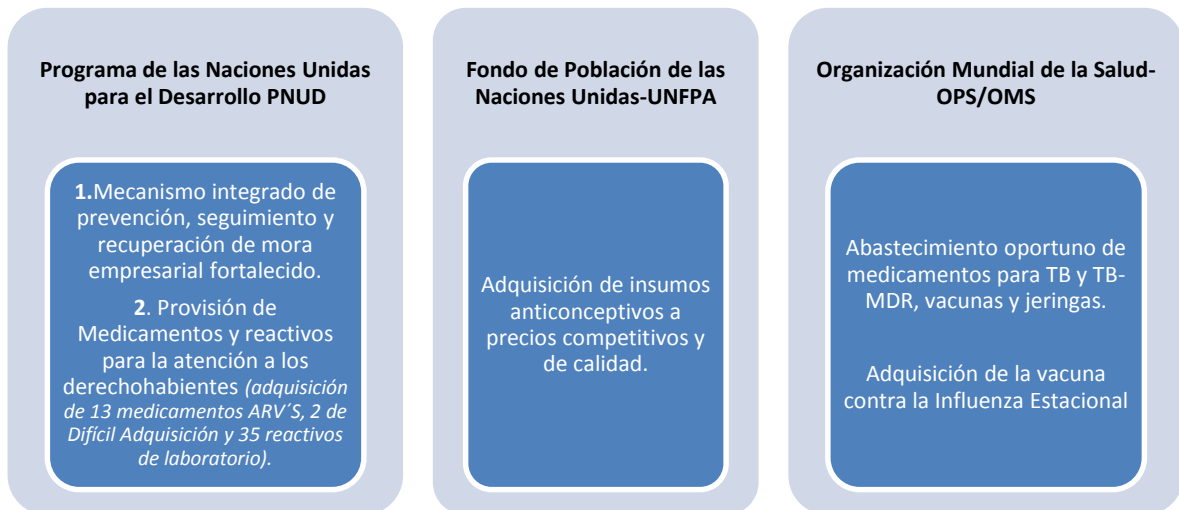 Programa de las Naciones Unidas
para el Desarrollo PNUD
1.Mecanismo integrado de
prevención, seguimiento y
recuperación de mora
empresarial fortalecido.
2. Provisión de
Medicamentos y reactivos
para la atención a los
derechohabientes (adquisición
de 13 medicamentos ARV´S, 2 de
Difícil Adquisición y 35 reactivos
de laboratorio).
Fondo de Población de las
Naciones Unidas-UNFPA
Adquisición de insumos
anticonceptivos a
precios competitivos y
de calidad.
Organización Mundial de la Salud-
OPS/OMS
Abastecimiento oportuno de
medicamentos para TB y TB-
MDR, vacunas y jeringas.
Adquisición de la vacuna
contra la Influenza Estacional